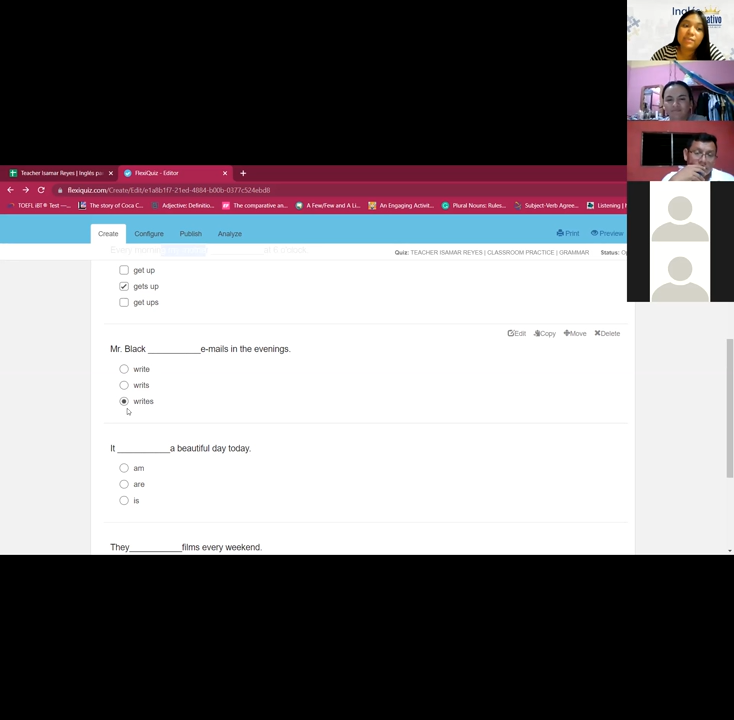 Inglés
ativo
Teacher Isamar Reyes | Inglés par
FlexiQuiz - Editor
flexiquiz.com/Create/Edit/e1a8b1f7-21ed-4884-b00b-0377c524ebd8
TOEFL iBT® Test —...
The story of Coca C...
Adjective: Definitio...
The comparative an...
A Few/Few and A Li...
An Engaging Activit...
Plural Nouns: Rules...
Subject-Verb Agree...
Listening |
Create
Configure
Publish
Analyze
Print
Preview
Quiz: TEACHER ISAMAR REYES | CLASSROOM PRACTICE | GRAMMAR
Status: O
get up
gets up
get ups
Edit
Copy
Move
Delete
Mr. Black ___________e-mails in the evenings.
write
writs
writes
It ___________a beautiful day today.
am
are
is
They___________films every weekend.